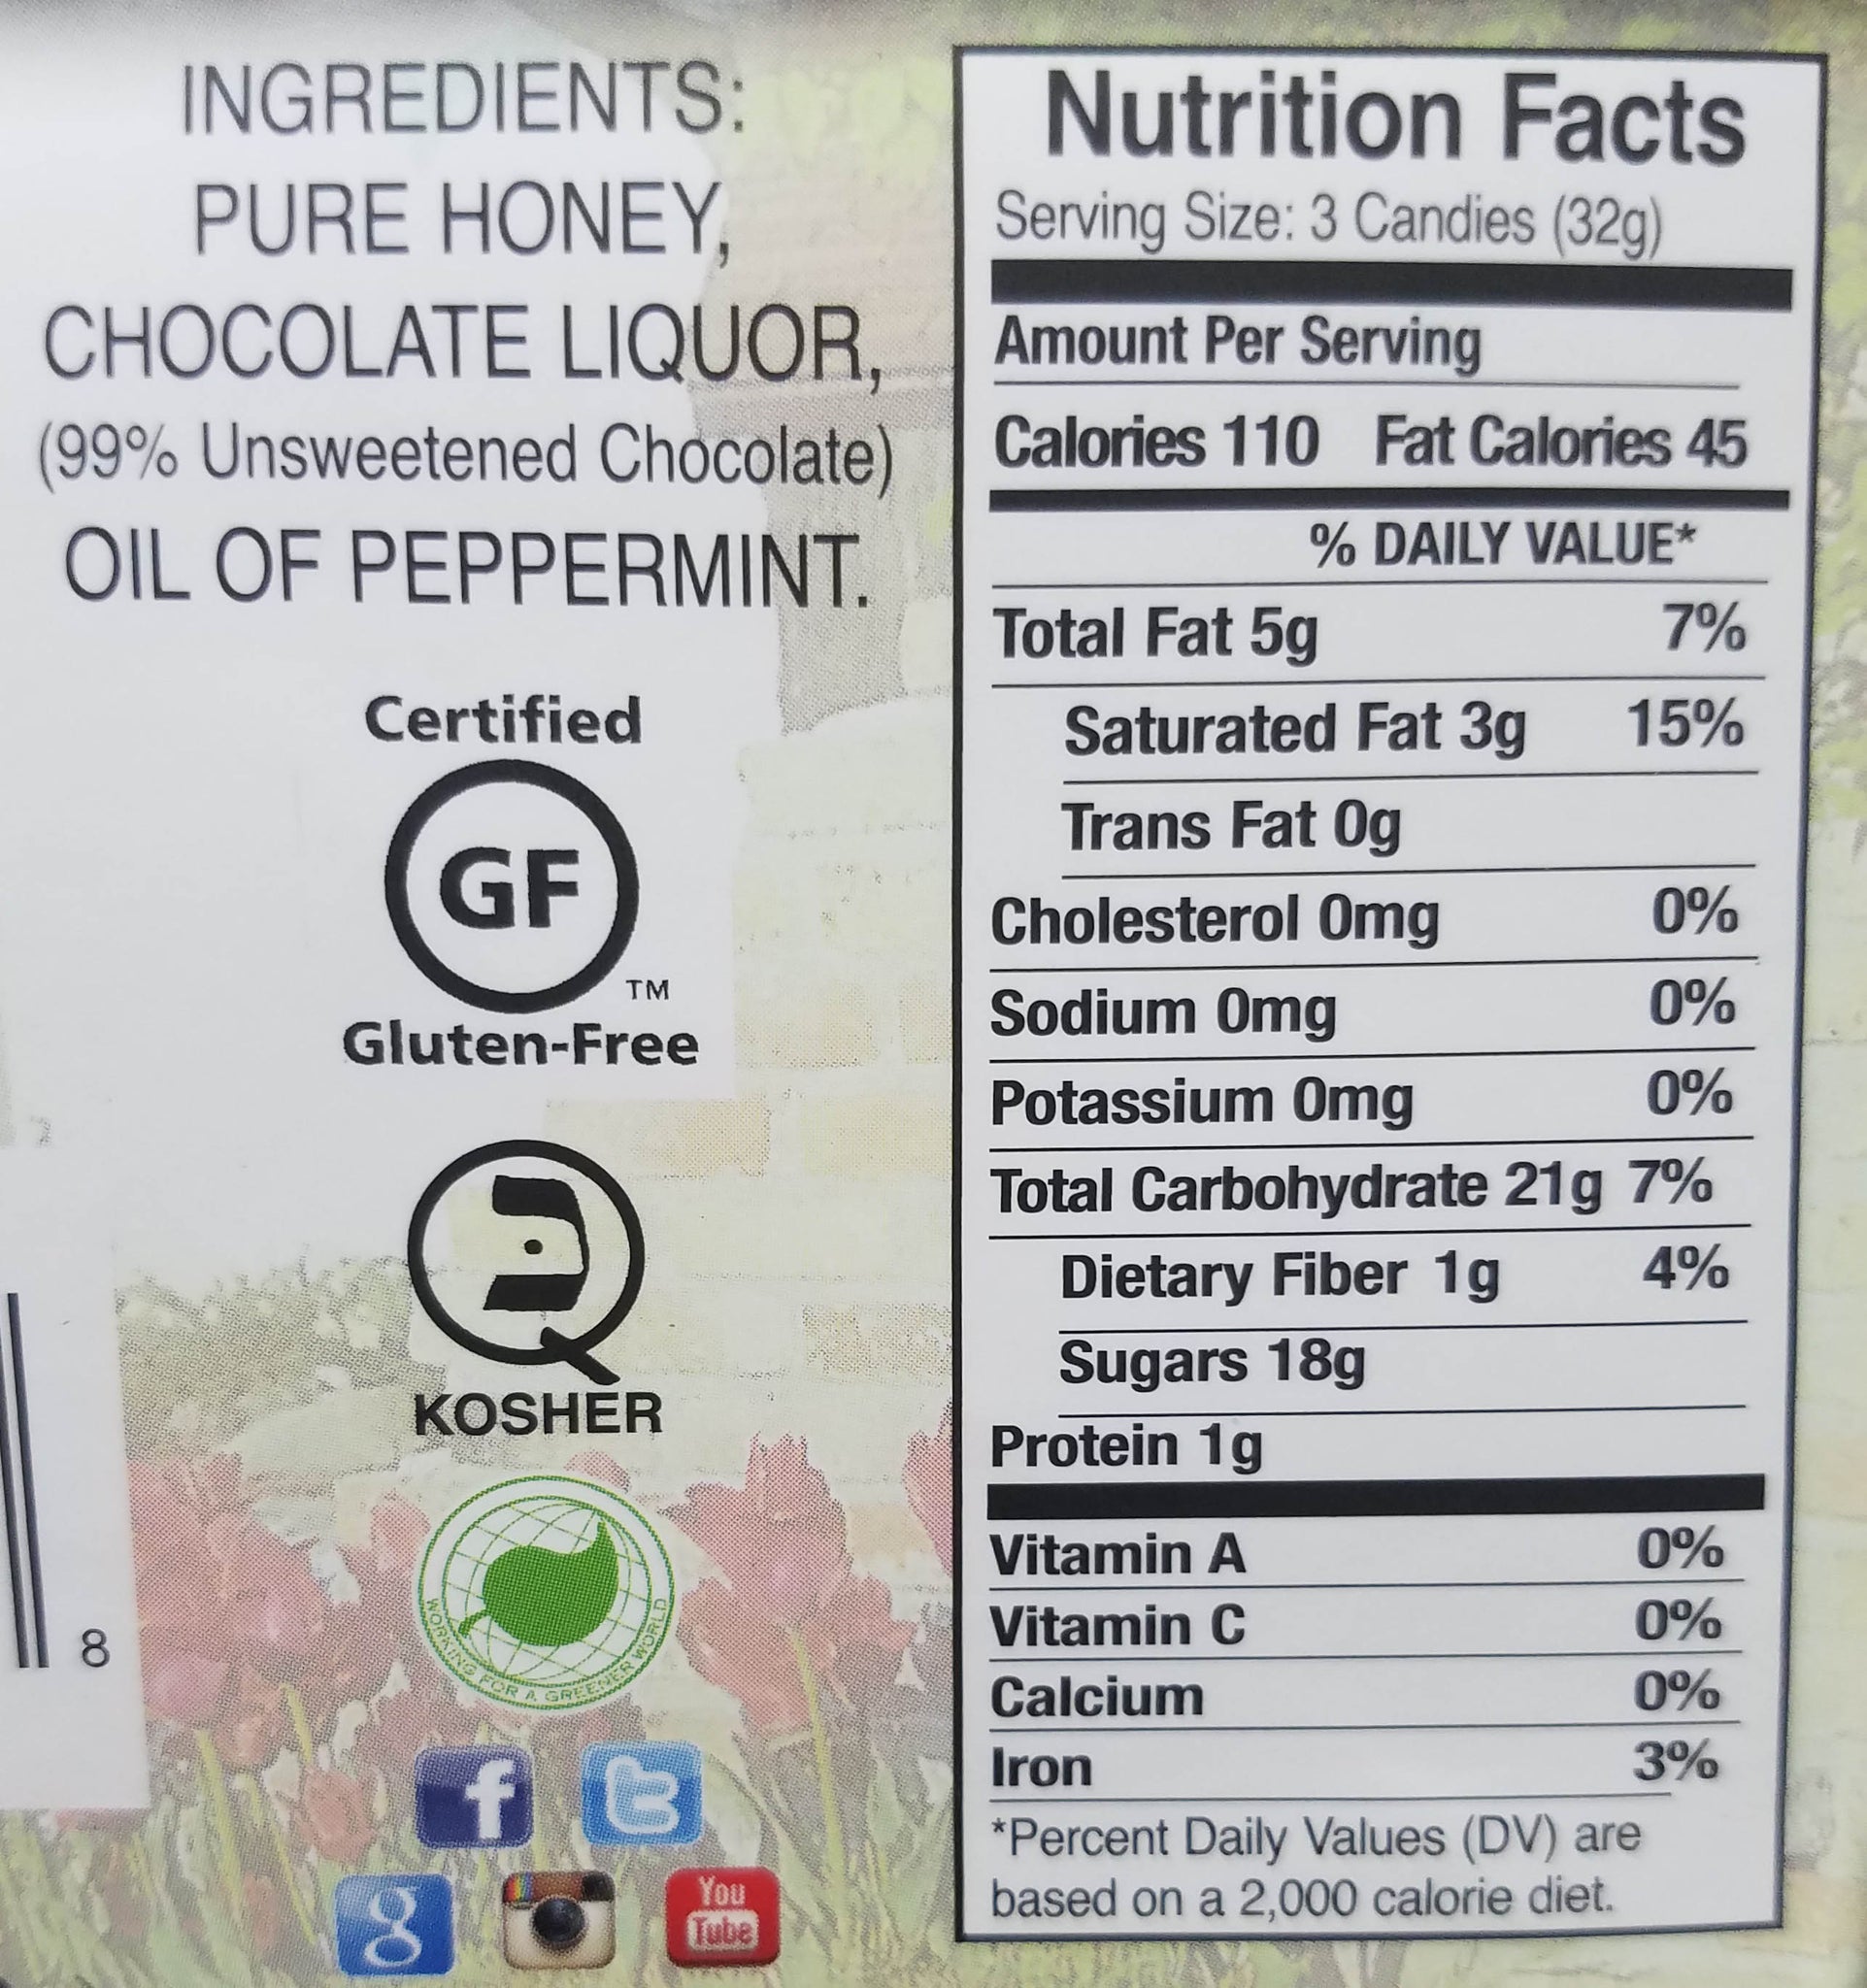 INGREDIENTS:
PURE HONEY,
CHOCOLATE LIQUOR,
(99% Unsweetened Chocolate)
OIL OF PEPPERMINT.
Certified
GF
TM
Gluten-Free
כּ
KOSHER
WORKING FOR A GREENER WORLD
8
f
t
g
You
Tube
Nutrition Facts
Serving Size: 3 Candies (32g)
Amount Per Serving
Calories 110 Fat Calories 45
% DAILY VALUE*
Total Fat 5g 7%
Saturated Fat 3g 15%
Trans Fat 0g
Cholesterol 0mg 0%
Sodium 0mg 0%
Potassium 0mg 0%
Total Carbohydrate 21g 7%
Dietary Fiber 1g 4%
Sugars 18g
Protein 1g
Vitamin A 0%
Vitamin C 0%
Calcium 0%
Iron 3%
*Percent Daily Values (DV) are
based on a 2,000 calorie diet.